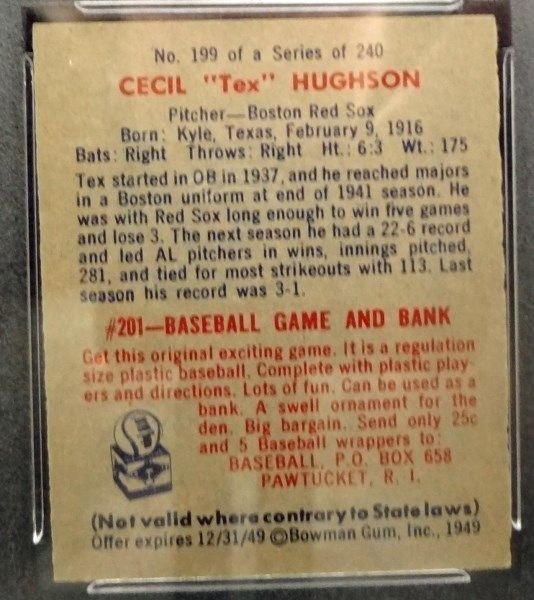 No. 199 of a Series of 240
CECIL "Tex" HUGHSON
Pitcher—Boston Red Sox
Born: Kyle, Texas, February 9, 1916
Bats: Right Throws: Right Ht.: 6:3 Wt.: 175
Tex started in OB in 1937, and he reached majors
in a Boston uniform at end of 1941 season. He
was with Red Sox long enough to win five games
and lose 3. The next season he had a 22-6 record
and led AL pitchers in wins, innings pitched,
281, and tied for most strikeouts with 113. Last
season his record was 3-1.
#201—BASEBALL GAME AND BANK
Get this original exciting game. It is a regulation
size plastic baseball. Complete with plastic play-
ers and directions. Lots of fun. Can be used as a
bank. A swell ornament for the
den. Big bargain. Send only 25c
and 5 Baseball wrappers to:
BASEBALL, P.O. BOX 658
PAWTUCKET, R. I.
(Not valid where contrary to State laws)
Offer expires 12/31/49 ©Bowman Gum, Inc., 1949